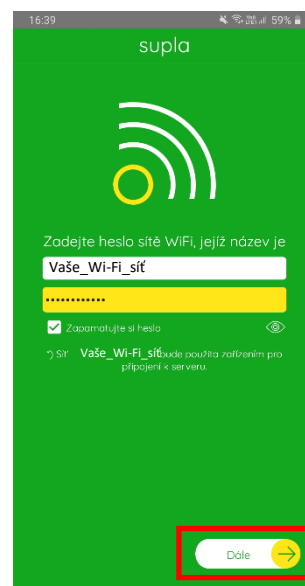 16:39
59%
supla
Zadejte heslo sítě WiFi, jejíž název je
Vaše_Wi-Fi_síť
............
Zapamatujte si heslo
*) Síť Vaše_Wi-Fi_síť bude použita zařízením pro
připojení k serveru.
Dále